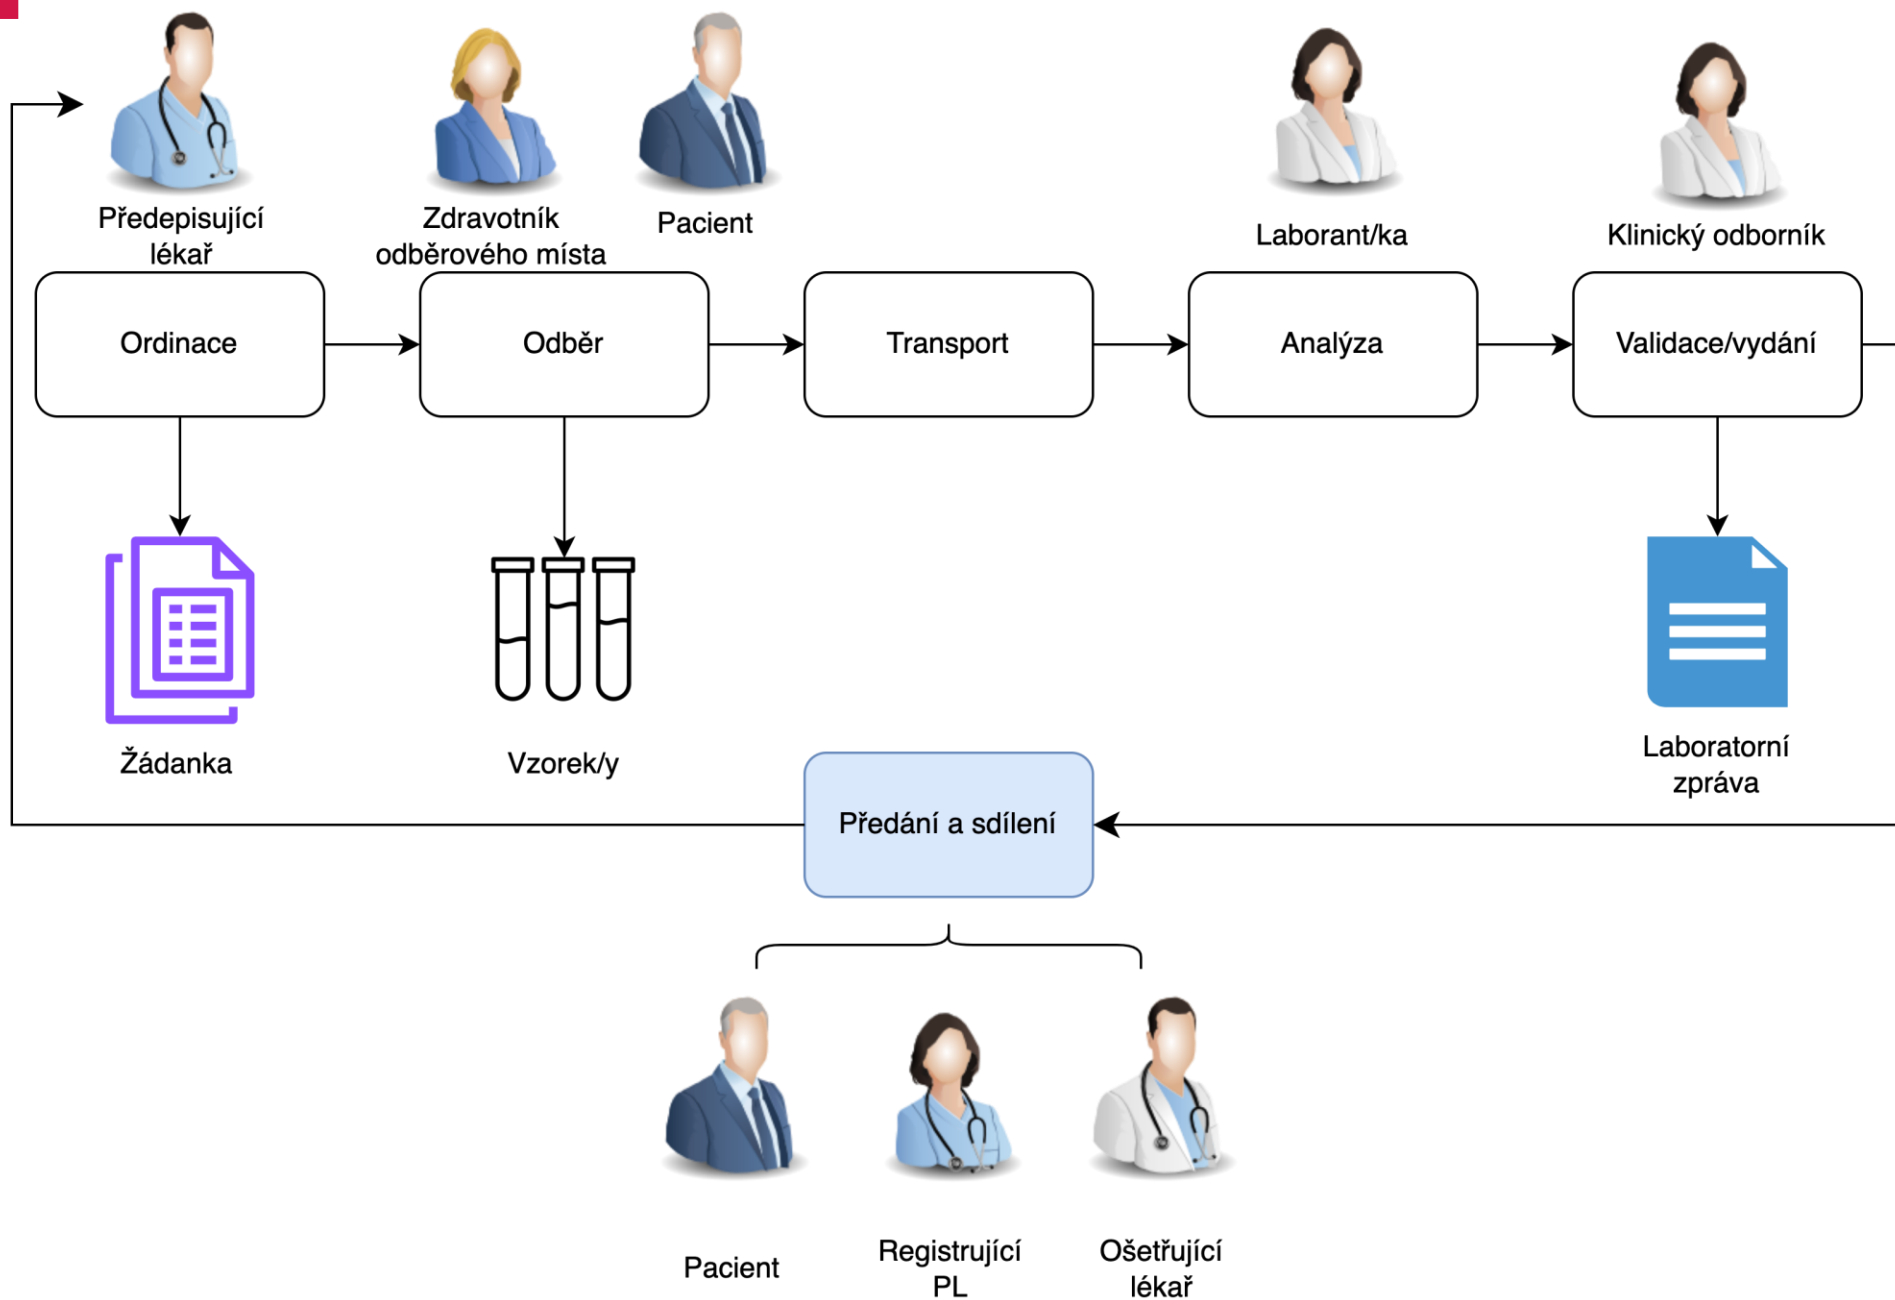 Předepisující
lékař
Zdravotník
odběrového místa
Pacient
Laborant/ka
Klinický odborník
Ordinace
Odběr
Transport
Analýza
Validace/vydání
Žádanka
Vzorek/y
Laboratorní
zpráva
Předání a sdílení
Pacient
Registrující
PL
Ošetřující
lékař